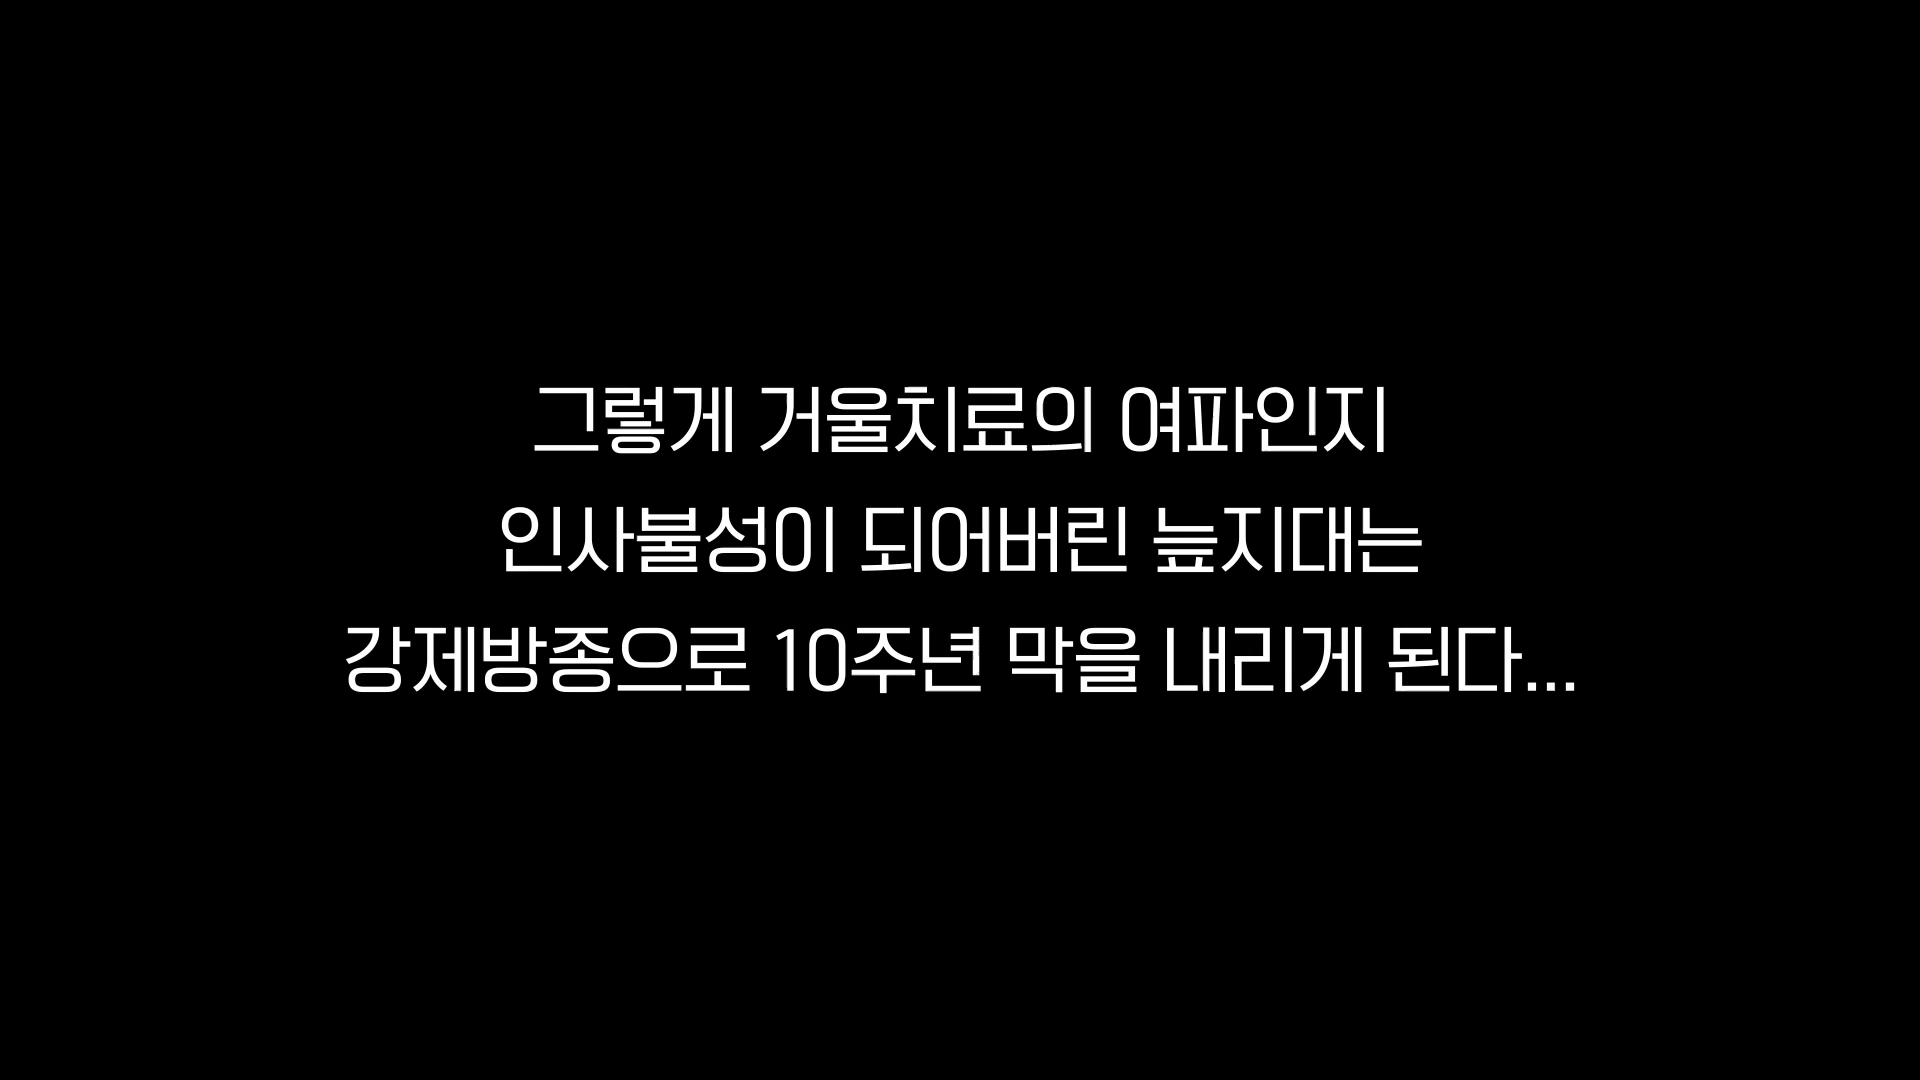 그렇게 거울치료의 여파인지
인사불성이 되어버린 늪지대는
강제방종으로 10주년 막을 내리게 된다...